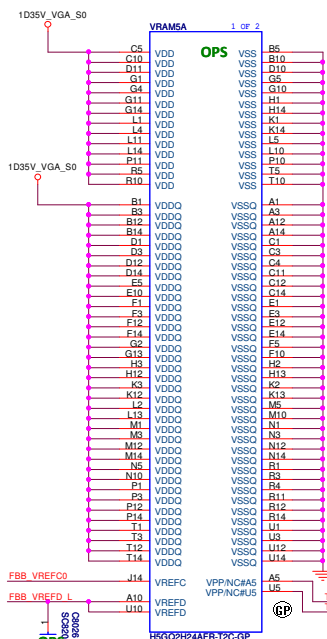 1D35V_VGA_S0
VRAM5A 1 OF 2
OPS
C5 VDD VSS B5
C10 VDD VSS B10
D11 VDD VSS D10
G1 VDD VSS G5
G4 VDD VSS G10
G11 VDD VSS H1
G14 VDD VSS H14
L1 VDD VSS K1
L4 VDD VSS K14
L11 VDD VSS L5
L14 VDD VSS L10
P11 VDD VSS P10
R5 VDD VSS T5
R10 VDD VSS T10
1D35V_VGA_S0
B1 VDDQ VSSQ A1
B3 VDDQ VSSQ A3
B12 VDDQ VSSQ A12
B14 VDDQ VSSQ A14
D1 VDDQ VSSQ C1
D3 VDDQ VSSQ C3
D12 VDDQ VSSQ C4
D14 VDDQ VSSQ C11
E5 VDDQ VSSQ C12
E10 VDDQ VSSQ C14
F1 VDDQ VSSQ E1
F3 VDDQ VSSQ E3
F12 VDDQ VSSQ E12
F14 VDDQ VSSQ E14
G2 VDDQ VSSQ F5
G13 VDDQ VSSQ F10
H3 VDDQ VSSQ H2
H12 VDDQ VSSQ H13
K3 VDDQ VSSQ K2
K12 VDDQ VSSQ K13
L2 VDDQ VSSQ M5
L13 VDDQ VSSQ M10
M1 VDDQ VSSQ N1
M3 VDDQ VSSQ N3
M12 VDDQ VSSQ N12
M14 VDDQ VSSQ N14
N5 VDDQ VSSQ R1
N10 VDDQ VSSQ R3
P1 VDDQ VSSQ R4
P3 VDDQ VSSQ R11
P12 VDDQ VSSQ R12
P14 VDDQ VSSQ R14
T1 VDDQ VSSQ U1
T3 VDDQ VSSQ U3
T12 VDDQ VSSQ U12
T14 VDDQ VSSQ U14
FBB_VREFC0 J14 VREFC VPP/NC#A5 A5
VPP/NC#U5 U5
FBB_VREFD_L A10 VREFD
U10 VREFD
GP
1
C8026
SC820
H5GQ2H24AFR-T2C-GP